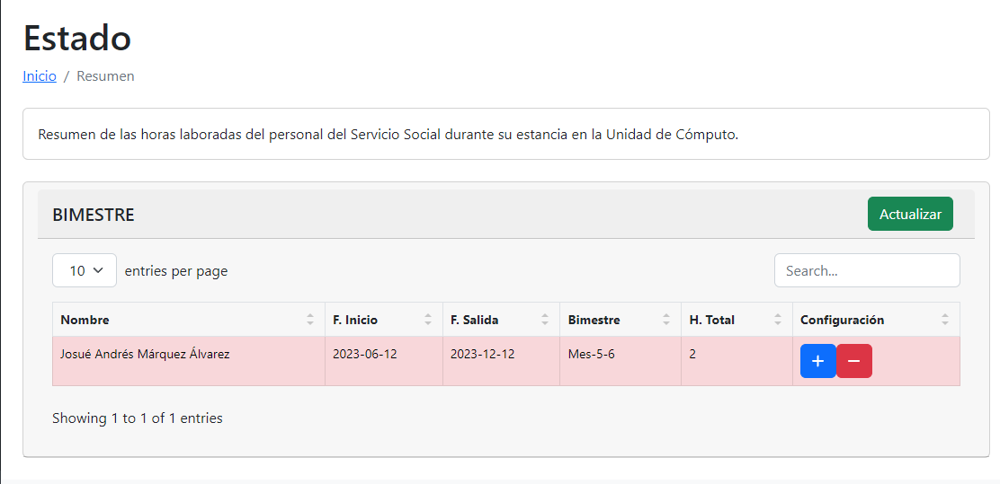 Estado
Inicio / Resumen
Resumen de las horas laboradas del personal del Servicio Social durante su estancia en la Unidad de Cómputo.
BIMESTRE Actualizar
10 entries per page Search...
Nombre F. Inicio F. Salida Bimestre H. Total Configuración
Josué Andrés Márquez Álvarez 2023-06-12 2023-12-12 Mes-5-6 2 + −
Showing 1 to 1 of 1 entries